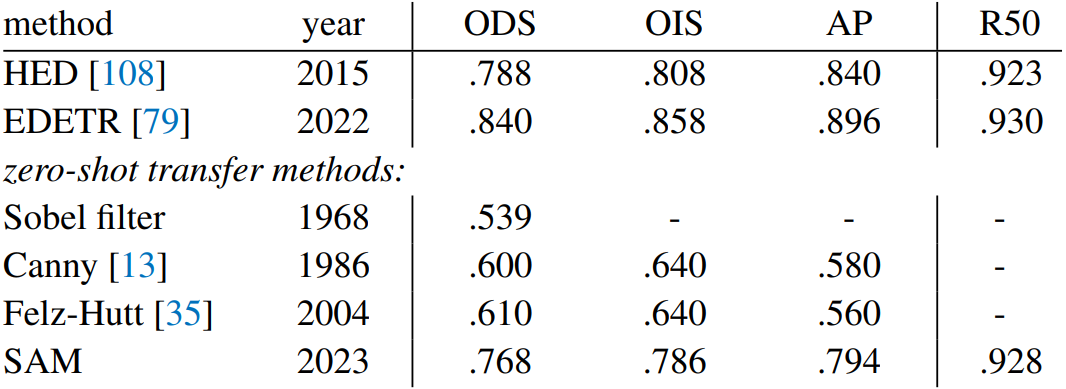 method year ODS OIS AP R50
HED [108] 2015 .788 .808 .840 .923
EDETR [79] 2022 .840 .858 .896 .930
zero-shot transfer methods:
Sobel filter 1968 .539 - - -
Canny [13] 1986 .600 .640 .580 -
Felz-Hutt [35] 2004 .610 .640 .560 -
SAM 2023 .768 .786 .794 .928